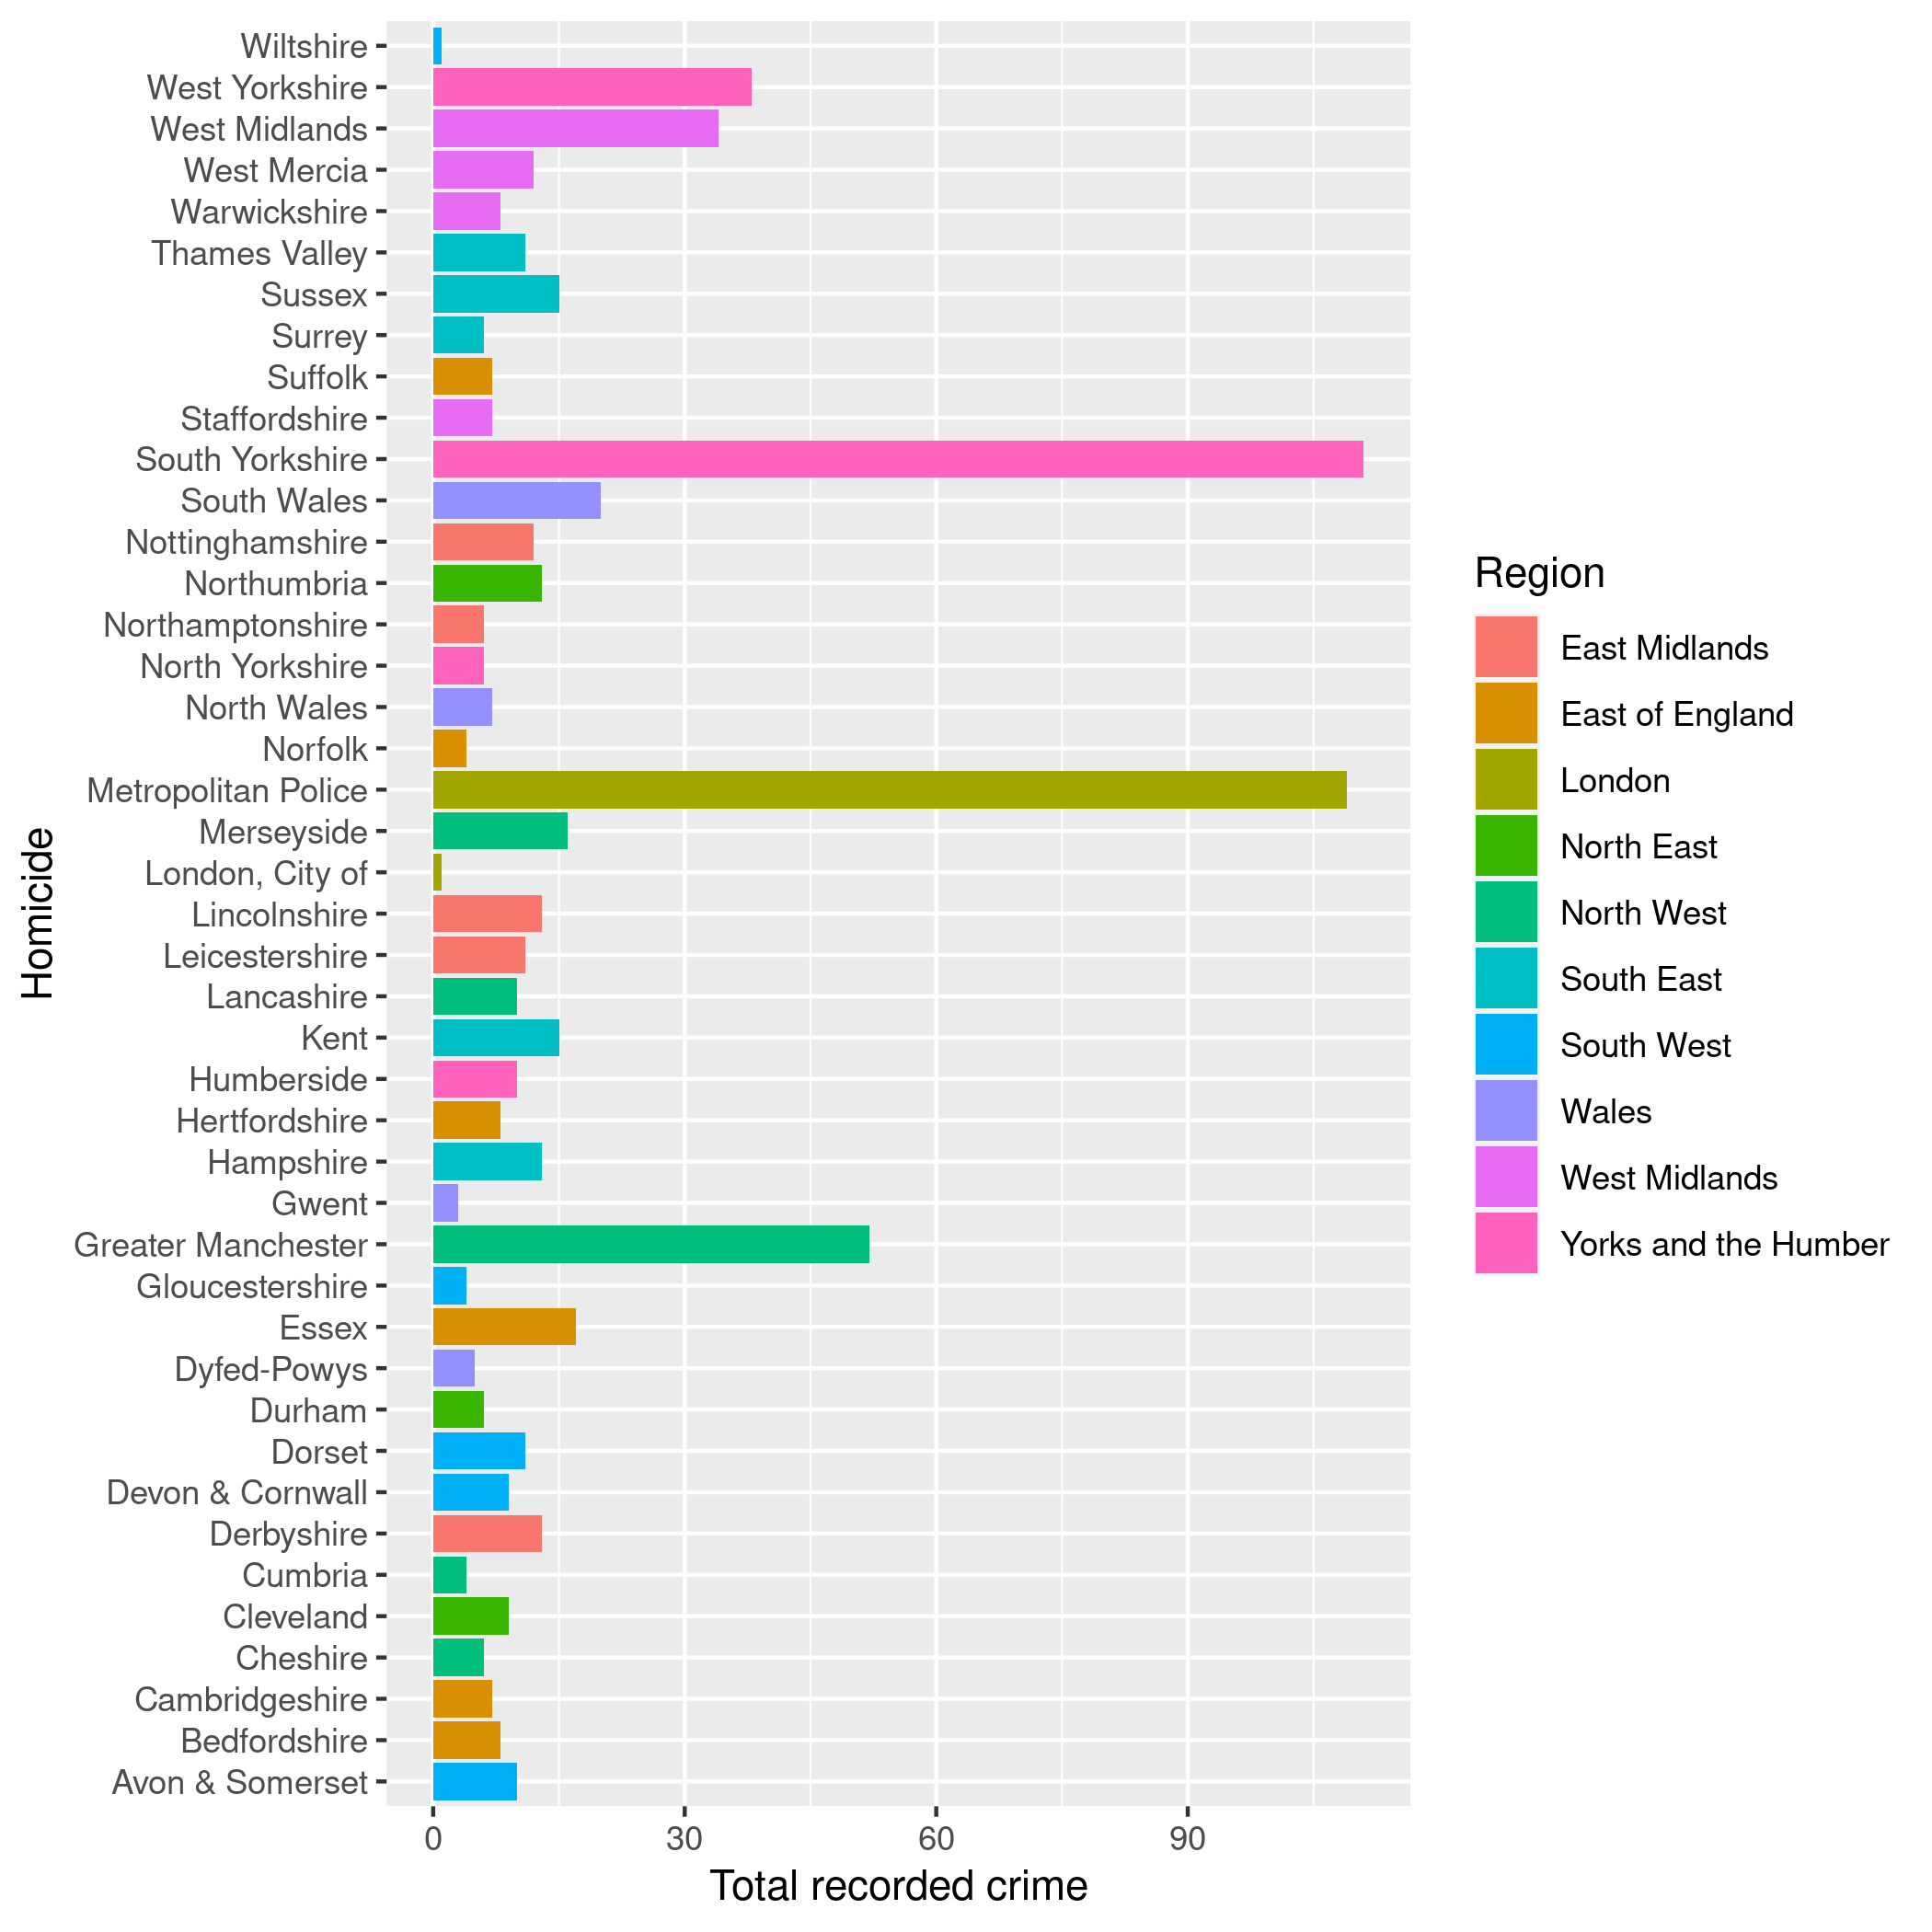 Wiltshire
West Yorkshire
West Midlands
West Mercia
Warwickshire
Thames Valley
Sussex
Surrey
Suffolk
Staffordshire
South Yorkshire
South Wales
Nottinghamshire
Northumbria
Northamptonshire
North Yorkshire
North Wales
Norfolk
Metropolitan Police
Merseyside
London, City of
Lincolnshire
Leicestershire
Lancashire
Kent
Humberside
Hertfordshire
Hampshire
Gwent
Greater Manchester
Gloucestershire
Essex
Dyfed-Powys
Durham
Dorset
Devon & Cornwall
Derbyshire
Cumbria
Cleveland
Cheshire
Cambridgeshire
Bedfordshire
Avon & Somerset
Homicide
0 30 60 90
Total recorded crime
Region
East Midlands
East of England
London
North East
North West
South East
South West
Wales
West Midlands
Yorks and the Humber